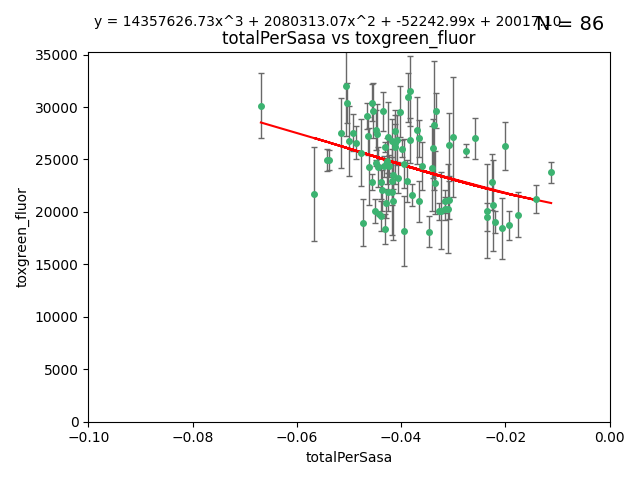 y = 14357626.73x^3 + 2080313.07x^2 + -52242.99x + 20017.10
N = 86
totalPerSasa vs toxgreen_fluor
35000
30000
25000
20000
15000
10000
5000
0
toxgreen_fluor
−0.10
−0.08
−0.06
−0.04
−0.02
0.00
totalPerSasa